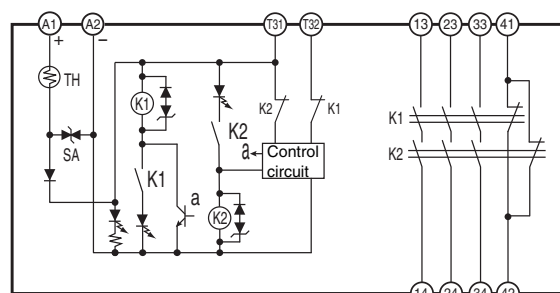 A1 A2 T31 T32 13 23 33 41
+ −
TH
K1
K2 K1
K2
K1
a Control
circuit
SA
K2
K1
a
K2
14 24 34 42